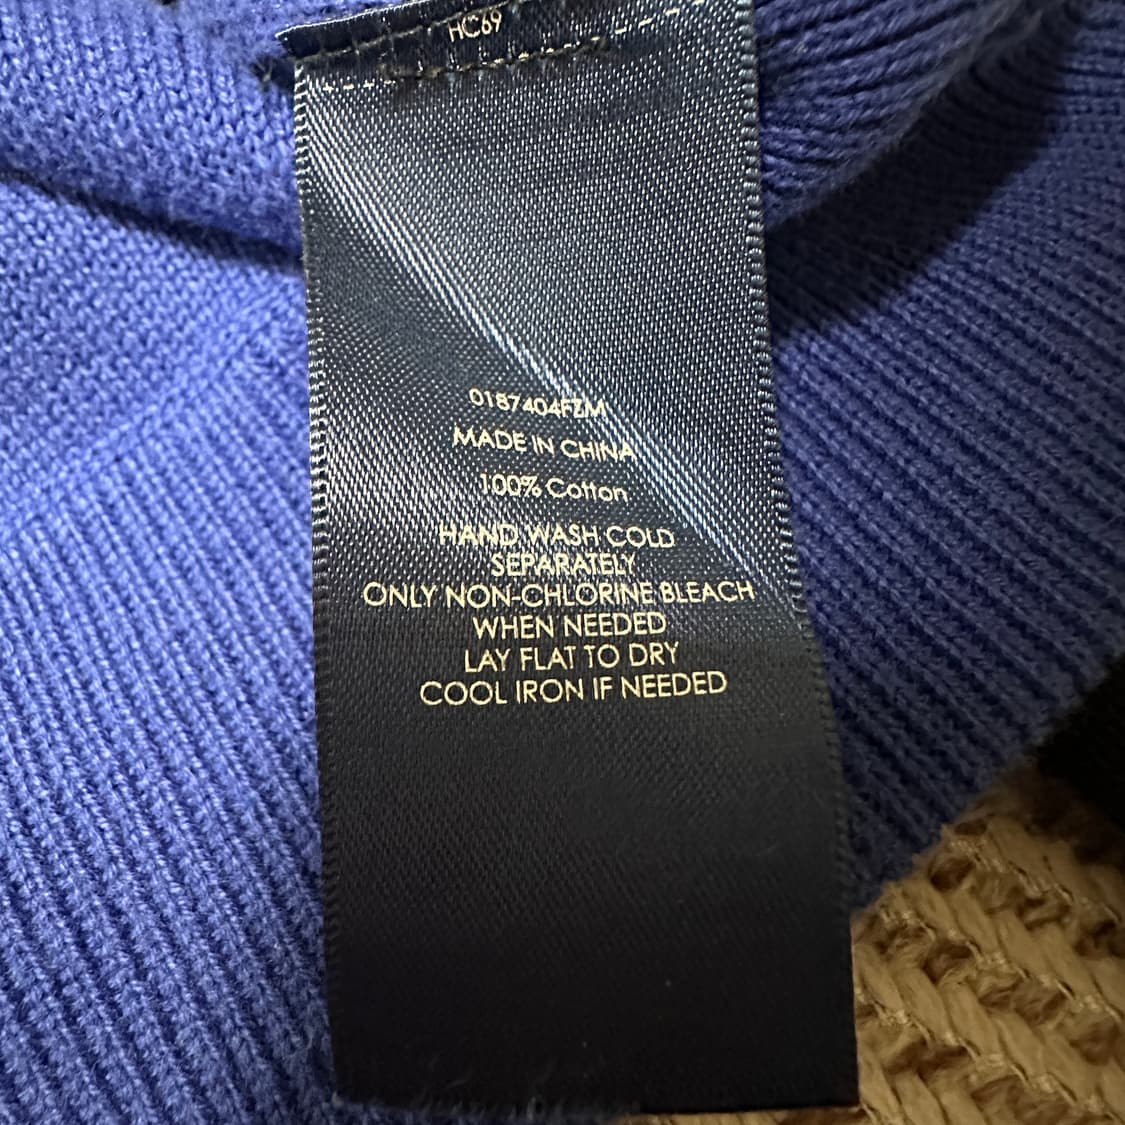 HC69
0187404FZM
MADE IN CHINA
100% Cotton
HAND WASH COLD
SEPARATELY
ONLY NON-CHLORINE BLEACH
WHEN NEEDED
LAY FLAT TO DRY
COOL IRON IF NEEDED